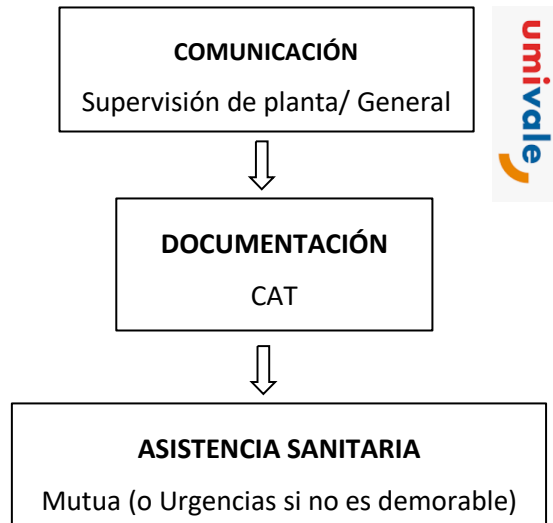 COMUNICACIÓN
Supervisión de planta/ General
umivale
DOCUMENTACIÓN
CAT
ASISTENCIA SANITARIA
Mutua (o Urgencias si no es demorable)